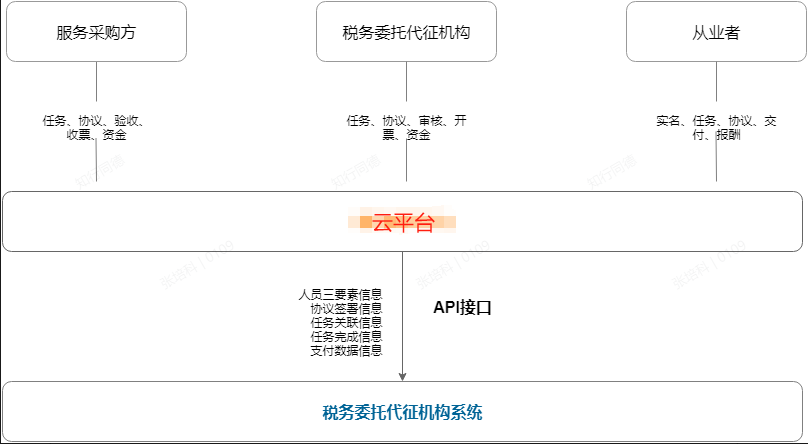 服务采购方
税务委托代征机构
从业者
任务、协议、验收、
收票、资金
任务、协议、审核、开
票、资金
实名、任务、协议、交
付、报酬
云平台
人员三要素信息
协议签署信息
任务关联信息
任务完成信息
支付数据信息
API接口
税务委托代征机构系统